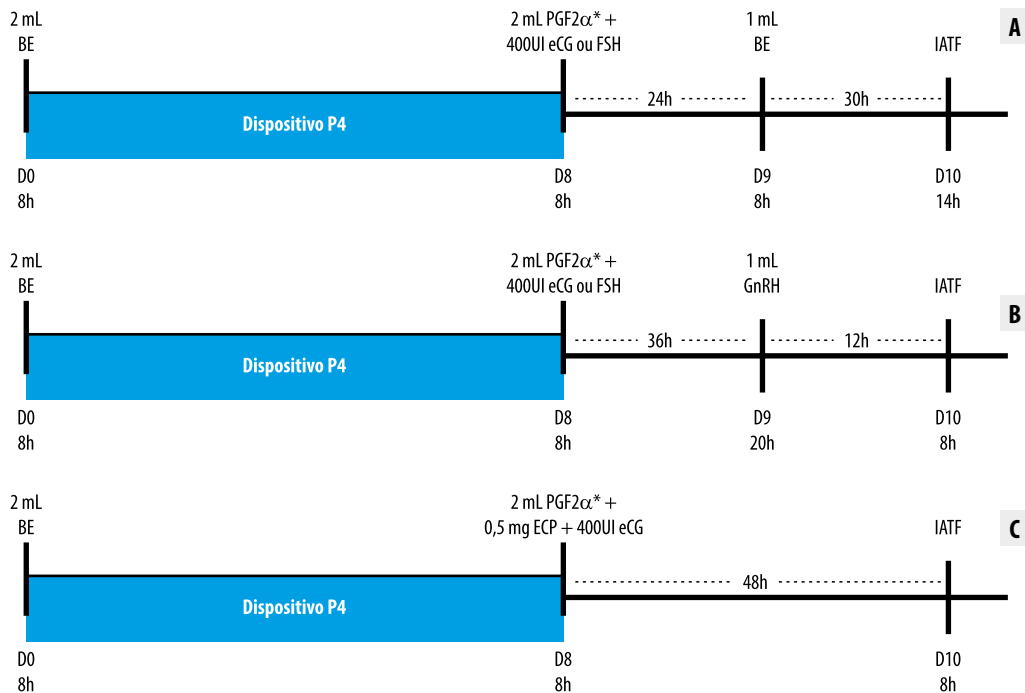 2 mL
BE
2 mL PGF2α* +
400UI eCG ou FSH
1 mL
BE
IATF
A
24h
30h
Dispositivo P4
D0
8h
D8
8h
D9
8h
D10
14h
2 mL
BE
2 mL PGF2α* +
400UI eCG ou FSH
1 mL
GnRH
IATF
B
36h
12h
Dispositivo P4
D0
8h
D8
8h
D9
20h
D10
8h
2 mL
BE
2 mL PGF2α* +
0,5 mg ECP + 400UI eCG
IATF
C
48h
Dispositivo P4
D0
8h
D8
8h
D10
8h